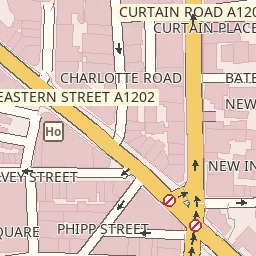 CURTAIN ROAD A120
CURTAIN PLACE
CHARLOTTE ROAD
BATE
EASTERN STREET A1202
NEW
Ho
NEW IN
VEY STREET
QUARE
PHIPP STREET